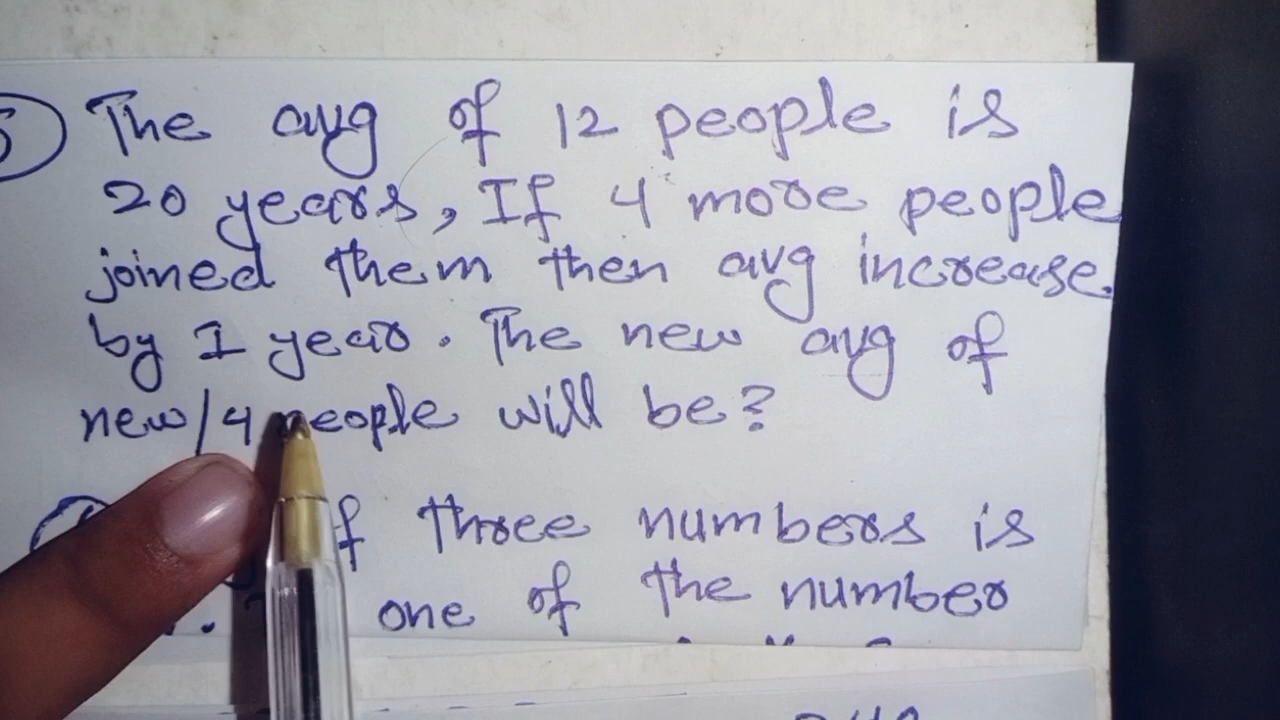 The avg of 12 people is
20 years, If 4 more people
joined them then avg increase
by 1 year. The new avg of
new/4 people will be?
three numbers is
one of the number